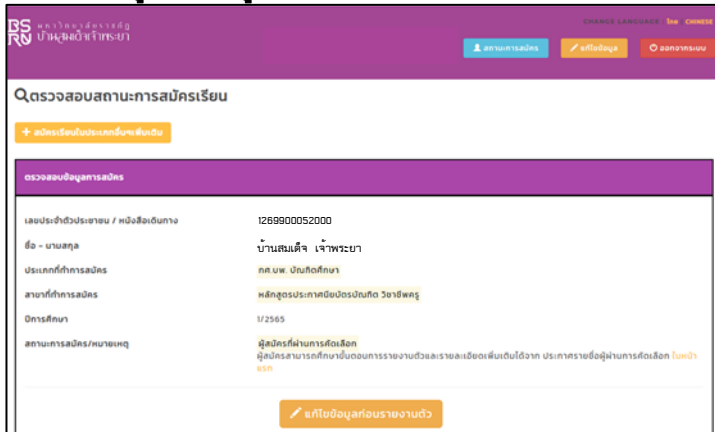 BS
RU
มหาวิทยาลัยราชภัฏ
บ้านสมเด็จเจ้าพระยา
CHANGE LANGUAGE : ไทย CHINESE
สถานะการสมัคร
แก้ไขข้อมูล
ออกจากระบบ
ตรวจสอบสถานะการสมัครเรียน
+ สมัครเรียนในประเภทอื่นๆเพิ่มเติม
ตรวจสอบข้อมูลการสมัคร
เลขประจำตัวประชาชน / หนังสือเดินทาง 1269900052000
ชื่อ - นามสกุล บ้านสมเด็จ เจ้าพระยา
ประเภทที่ทำการสมัคร กศ.บพ. บัณฑิตศึกษา
สาขาที่ทำการสมัคร หลักสูตรประกาศนียบัตรบัณฑิต วิชาชีพครู
ปีการศึกษา 1/2565
สถานะการสมัคร/หมายเหตุ ผู้สมัครที่ผ่านการคัดเลือก
ผู้สมัครสามารถศึกษาขั้นตอนการรายงานตัวและรายละเอียดเพิ่มเติมได้จาก ประกาศรายชื่อผู้ผ่านการคัดเลือก ในหน้า
แรก
แก้ไขข้อมูลก่อนรายงานตัว